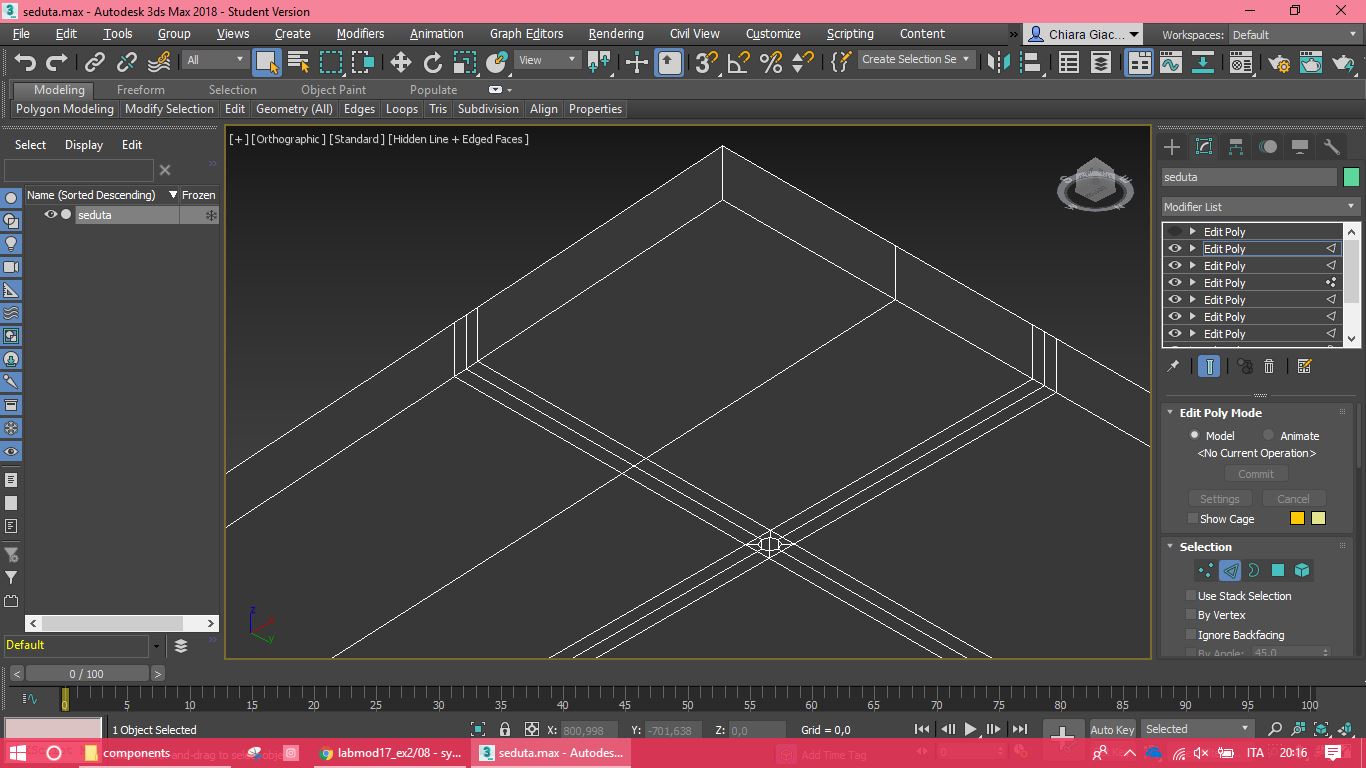 seduta.max - Autodesk 3ds Max 2018 - Student Version
File Edit Tools Group Views Create Modifiers Animation Graph Editors Rendering Civil View Customize Scripting Content » Chiara Giac... Workspaces: Default
All View Create Selection Se
Modeling Freeform Selection Object Paint Populate
Polygon Modeling Modify Selection Edit Geometry (All) Edges Loops Tris Subdivision Align Properties
Select Display Edit
Name (Sorted Descending) Frozen
seduta
[+] [Orthographic] [Standard] [Hidden Line + Edged Faces]
z
y
seduta
Modifier List
Edit Poly
Edit Poly
Edit Poly
Edit Poly
Edit Poly
Edit Poly
Edit Poly
Edit Poly Mode
Model Animate
<No Current Operation>
Commit
Settings Cancel
Show Cage
Selection
Use Stack Selection
By Vertex
Ignore Backfacing
By Angle: 45,0
Default
< 0 / 100 >
0 5 10 15 20 25 30 35 40 45 50 55 60 65 70 75 80 85 90 95 100
1 Object Selected X: 800,998 Y: -701,638 Z: 0,0 Grid = 0,0 Auto Key Selected
Add Time Tag 0
components labmod17_ex2/08 - sy... seduta.max - Autodes... ITA 20:16